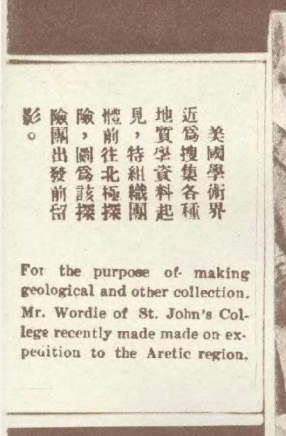 美國學術界
近爲搜集各種
地質學資料起
見，特組織團
體前往北極探
險，圖爲該探
險團出發前留
影。
For the purpose of- making
geological and other collection.
Mr. Wordie of St. John's Col-
lege recently made made on ex-
pedition to the Aretic region.